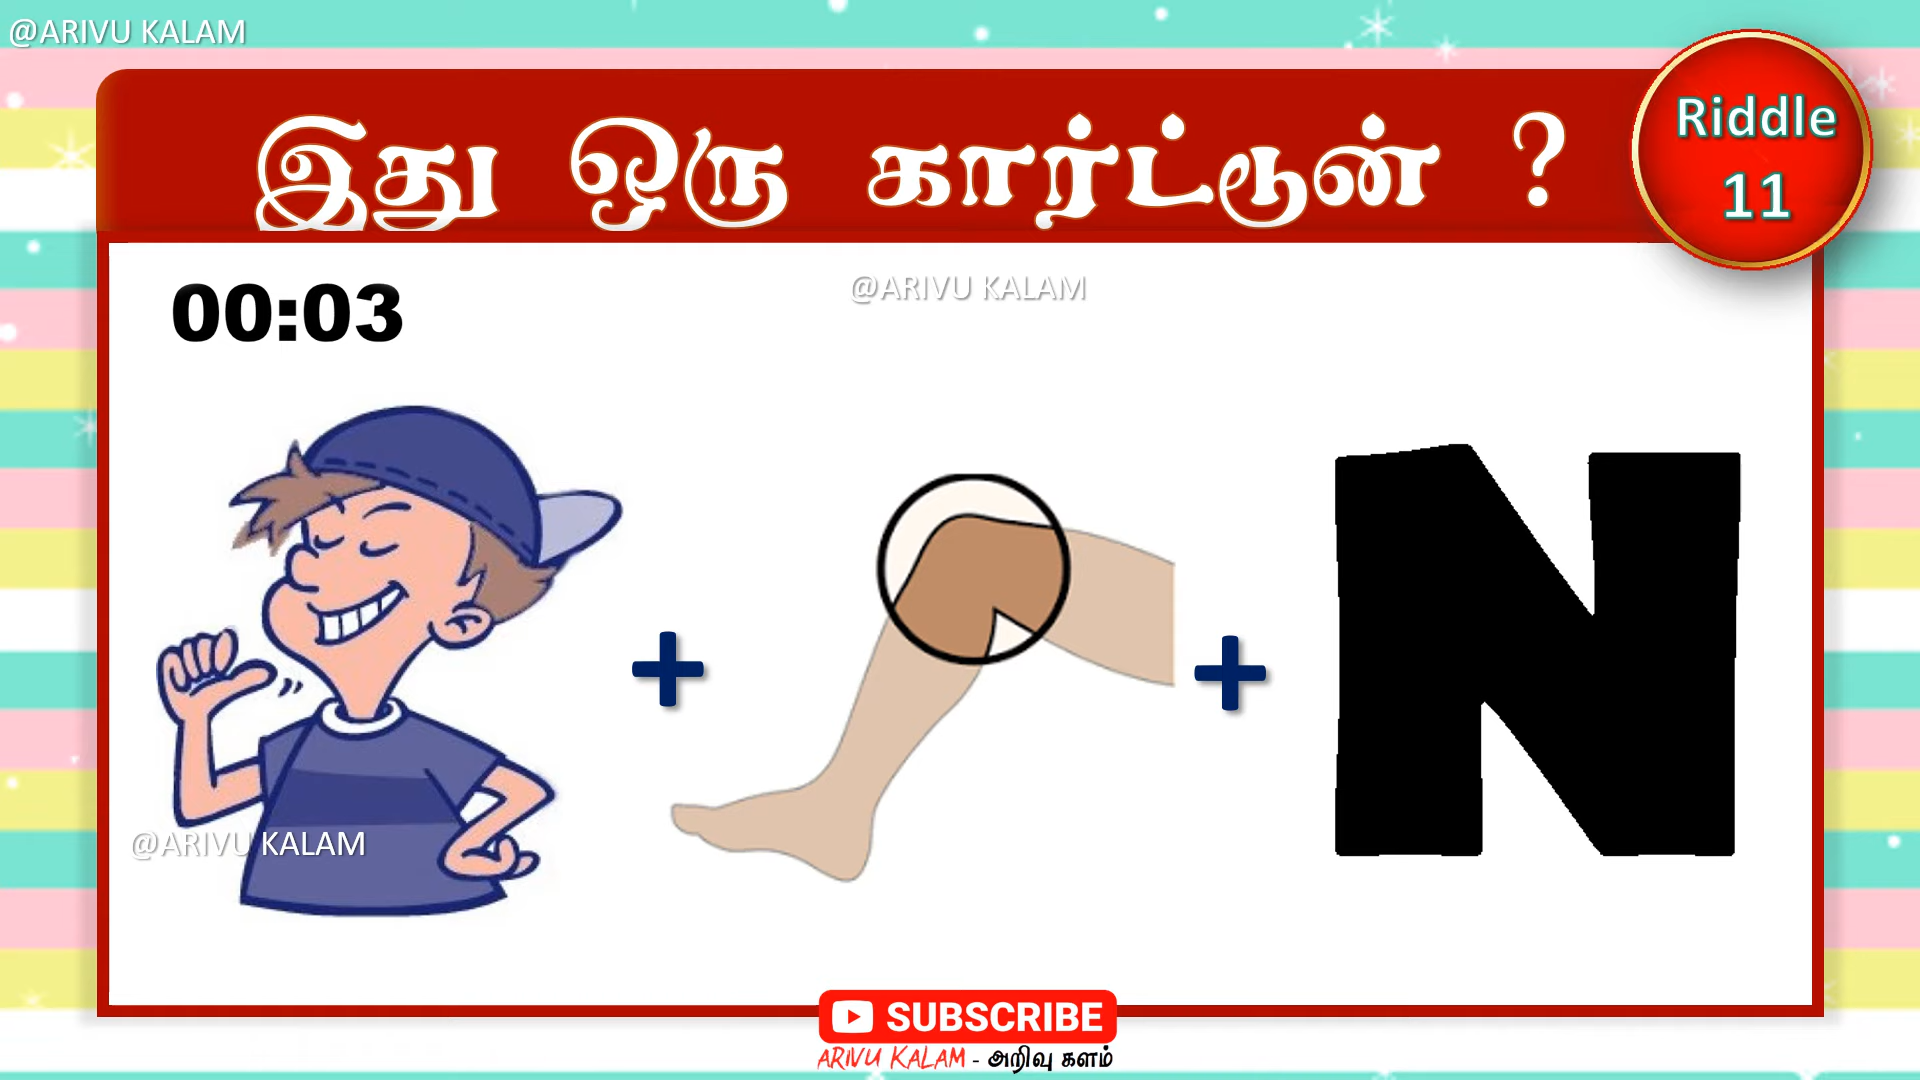 @ARIVU KALAM
இது ஒரு கார்ட்டூன் ?
Riddle
11
00:03
@ARIVU KALAM
+
+
N
@ARIVU KALAM
SUBSCRIBE
ARIVU KALAM - அறிவு களம்